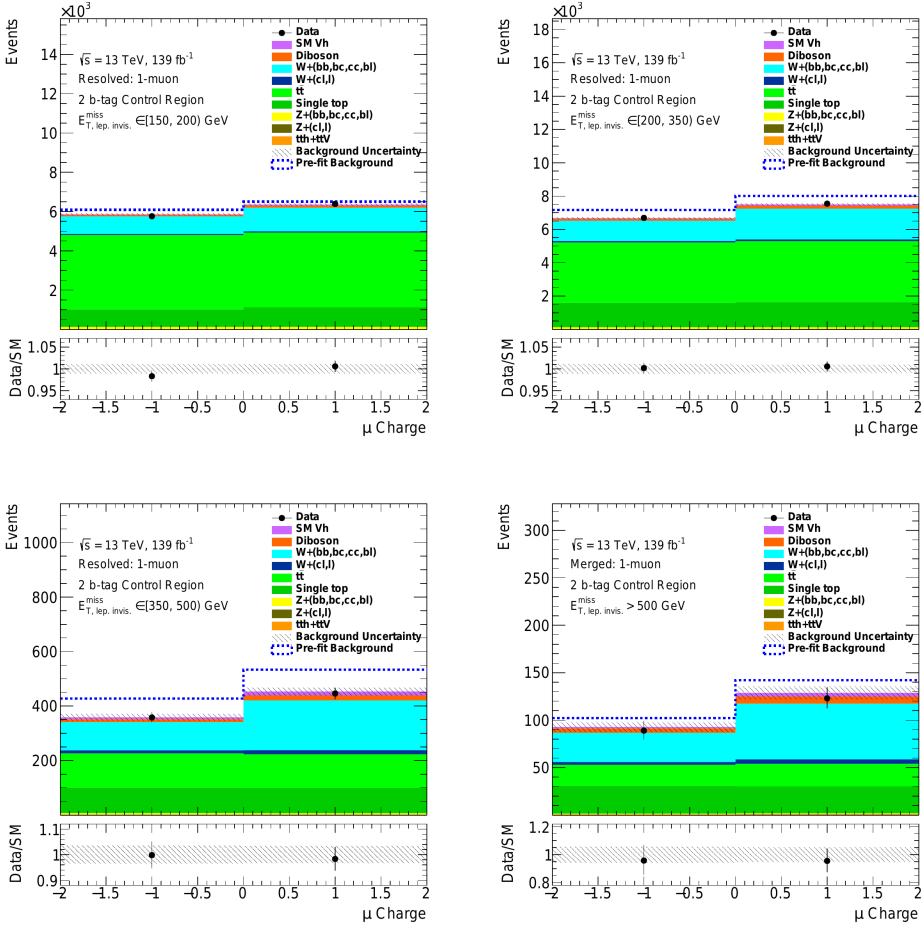 ×10³
Events
14
12
10
8
6
4
2
√s = 13 TeV, 139 fb⁻¹
Resolved: 1-muon
2 b-tag Control Region
E^miss_T, lep. invis. ∈[150, 200) GeV
Data
SM Vh
Diboson
W+(bb,bc,cc,bl)
W+(cl,l)
tt̄
Single top
Z+(bb,bc,cc,bl)
Z+(cl,l)
tth+ttV
Background Uncertainty
Pre-fit Background
Data/SM
1.05
1
0.95
−2 −1.5 −1 −0.5 0 0.5 1 1.5 2
μ Charge
×10³
Events
18
16
14
12
10
8
6
4
2
√s = 13 TeV, 139 fb⁻¹
Resolved: 1-muon
2 b-tag Control Region
E^miss_T, lep. invis. ∈[200, 350) GeV
Data
SM Vh
Diboson
W+(bb,bc,cc,bl)
W+(cl,l)
tt̄
Single top
Z+(bb,bc,cc,bl)
Z+(cl,l)
tth+ttV
Background Uncertainty
Pre-fit Background
Data/SM
1.05
1
0.95
−2 −1.5 −1 −0.5 0 0.5 1 1.5 2
μ Charge
Events
1000
800
600
400
200
√s = 13 TeV, 139 fb⁻¹
Resolved: 1-muon
2 b-tag Control Region
E^miss_T, lep. invis. ∈[350, 500) GeV
Data
SM Vh
Diboson
W+(bb,bc,cc,bl)
W+(cl,l)
tt̄
Single top
Z+(bb,bc,cc,bl)
Z+(cl,l)
tth+ttV
Background Uncertainty
Pre-fit Background
Data/SM
1.1
1
0.9
−2 −1.5 −1 −0.5 0 0.5 1 1.5 2
μ Charge
Events
300
250
200
150
100
50
√s = 13 TeV, 139 fb⁻¹
Merged: 1-muon
2 b-tag Control Region
E^miss_T, lep. invis. > 500 GeV
Data
SM Vh
Diboson
W+(bb,bc,cc,bl)
W+(cl,l)
tt̄
Single top
Z+(bb,bc,cc,bl)
Z+(cl,l)
tth+ttV
Background Uncertainty
Pre-fit Background
Data/SM
1.2
1
0.8
−2 −1.5 −1 −0.5 0 0.5 1 1.5 2
μ Charge